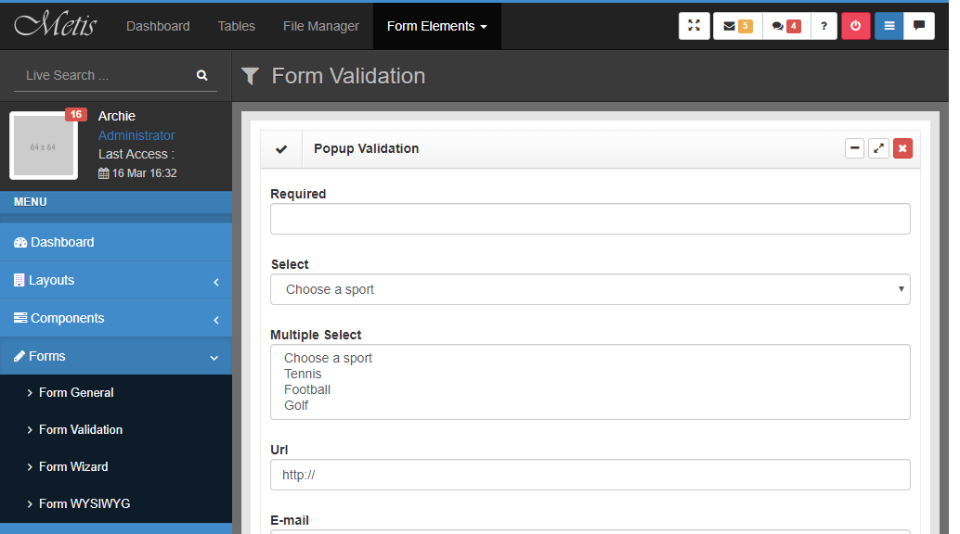 Metis Dashboard Tables File Manager Form Elements 5 4 ?
Live Search ...
Form Validation
16
64 x 64
Archie
Administrator
Last Access :
16 Mar 16:32
MENU
Dashboard
Layouts
Components
Forms
Form General
Form Validation
Form Wizard
Form WYSIWYG
Popup Validation
Required
Select
Choose a sport
Multiple Select
Choose a sport
Tennis
Football
Golf
Url
http://
E-mail